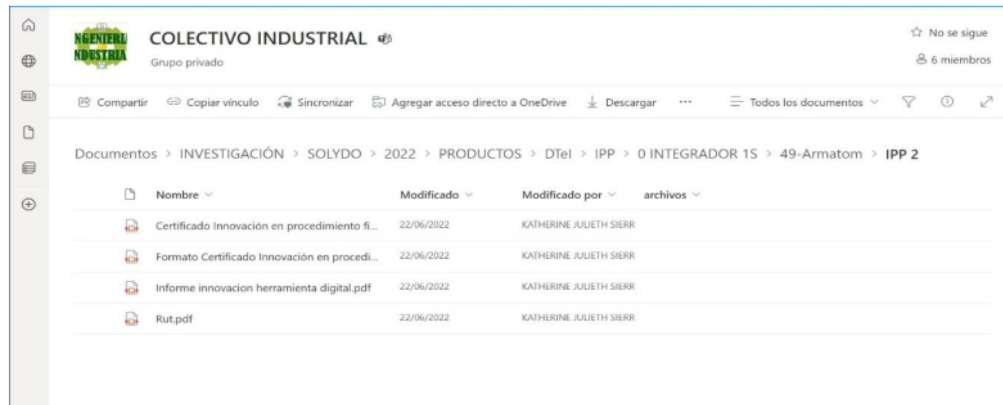 NGENIERI
NDUSTRIA
COLECTIVO INDUSTRIAL
Grupo privado
No se sigue
6 miembros
Compartir
Copiar vínculo
Sincronizar
Agregar acceso directo a OneDrive
Descargar
...
Todos los documentos
Documentos > INVESTIGACIÓN > SOLYDO > 2022 > PRODUCTOS > DTeI > IPP > 0 INTEGRADOR 1S > 49-Armatom > IPP 2
Nombre Modificado Modificado por archivos
Certificado Innovación en procedimiento fi... 22/06/2022 KATHERINE JULIETH SIERR
Formato Certificado Innovación en procedi... 22/06/2022 KATHERINE JULIETH SIERR
Informe innovacion herramienta digital.pdf 22/06/2022 KATHERINE JULIETH SIERR
Rut.pdf 22/06/2022 KATHERINE JULIETH SIERR